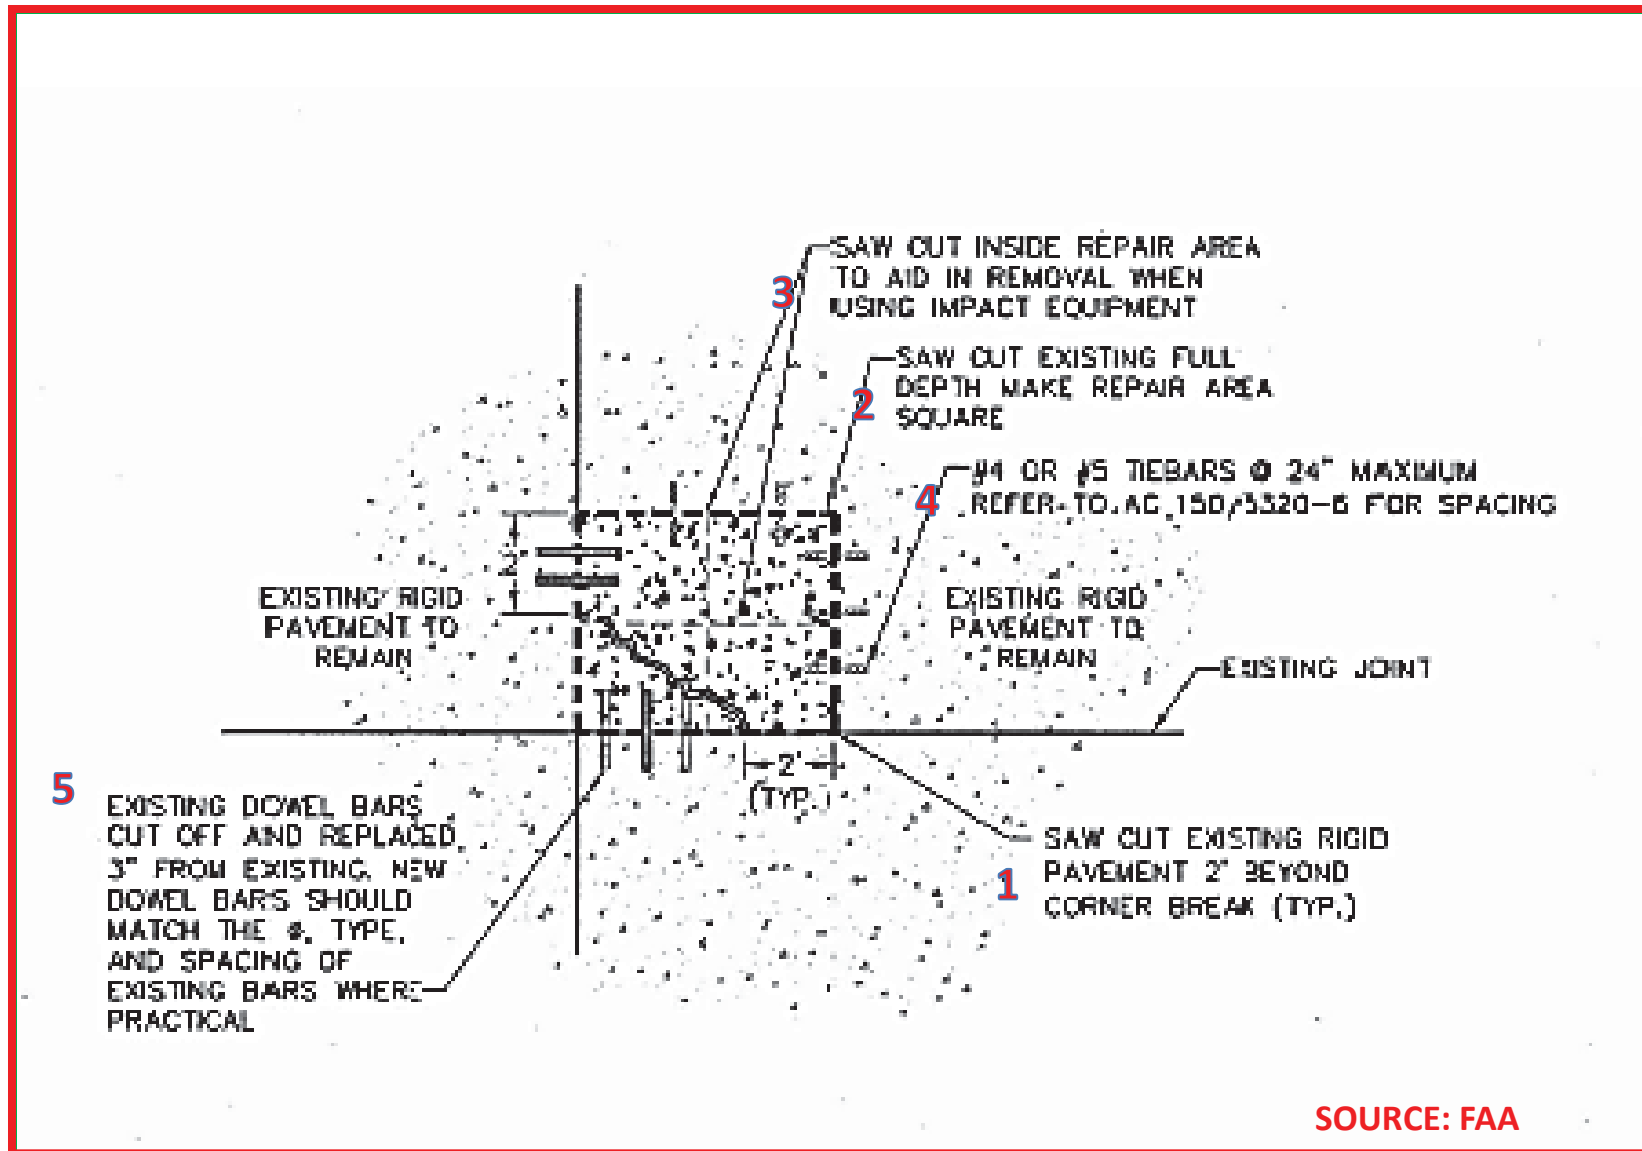 3
SAW CUT INSIDE REPAIR AREA
TO AID IN REMOVAL WHEN
USING IMPACT EQUIPMENT
2
SAW CUT EXISTING FULL
DEPTH MAKE REPAIR AREA
SQUARE
4
#4 OR #5 TIEBARS @ 24" MAXIMUM
REFER TO AC 150/5320-6 FOR SPACING
EXISTING RIGID
PAVEMENT TO
REMAIN
EXISTING RIGID
PAVEMENT TO
REMAIN
EXISTING JOINT
2'
(TYP.)
5
EXISTING DOWEL BARS
CUT OFF AND REPLACED
3" FROM EXISTING. NEW
DOWEL BARS SHOULD
MATCH THE ø, TYPE,
AND SPACING OF
EXISTING BARS WHERE
PRACTICAL
1
SAW CUT EXISTING RIGID
PAVEMENT 2' BEYOND
CORNER BREAK (TYP.)
SOURCE: FAA